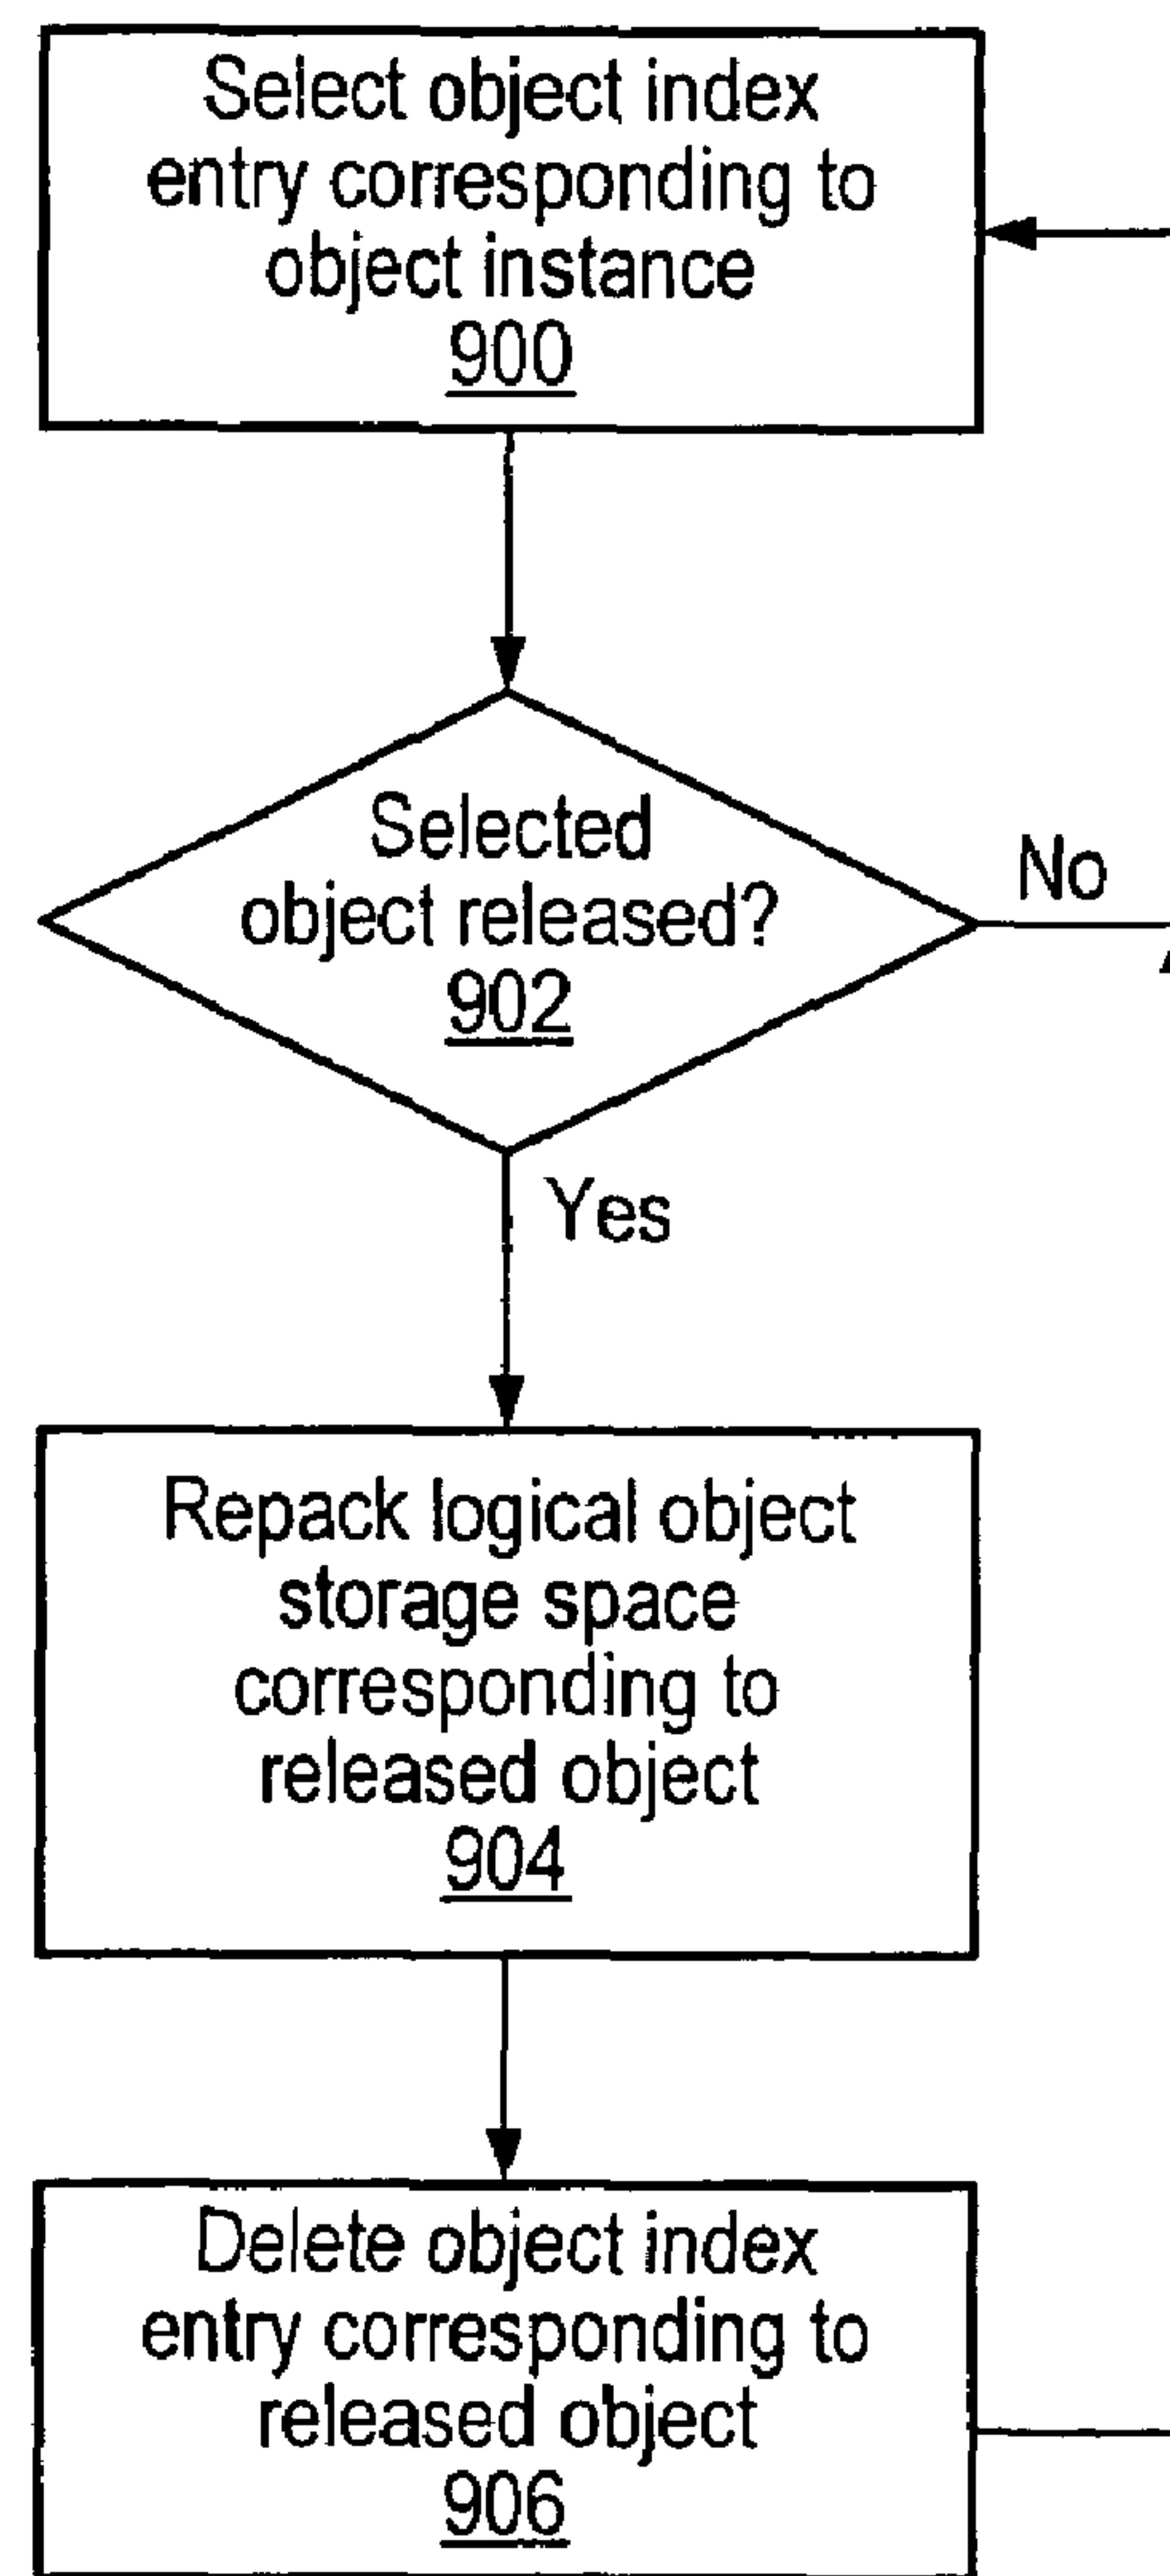 Select object index
entry corresponding to
object instance
900
Selected
object released?
902
No
Yes
Repack logical object
storage space
corresponding to
released object
904
Delete object index
entry corresponding to
released object
906